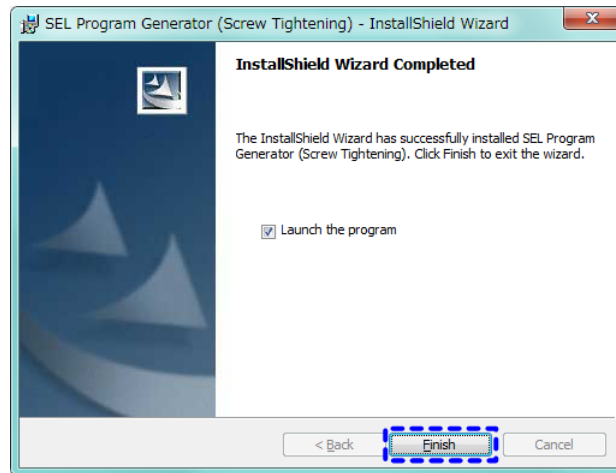 SEL Program Generator (Screw Tightening) - InstallShield Wizard
InstallShield Wizard Completed
The InstallShield Wizard has successfully installed SEL Program
Generator (Screw Tightening). Click Finish to exit the wizard.
Launch the program
< Back
Finish
Cancel